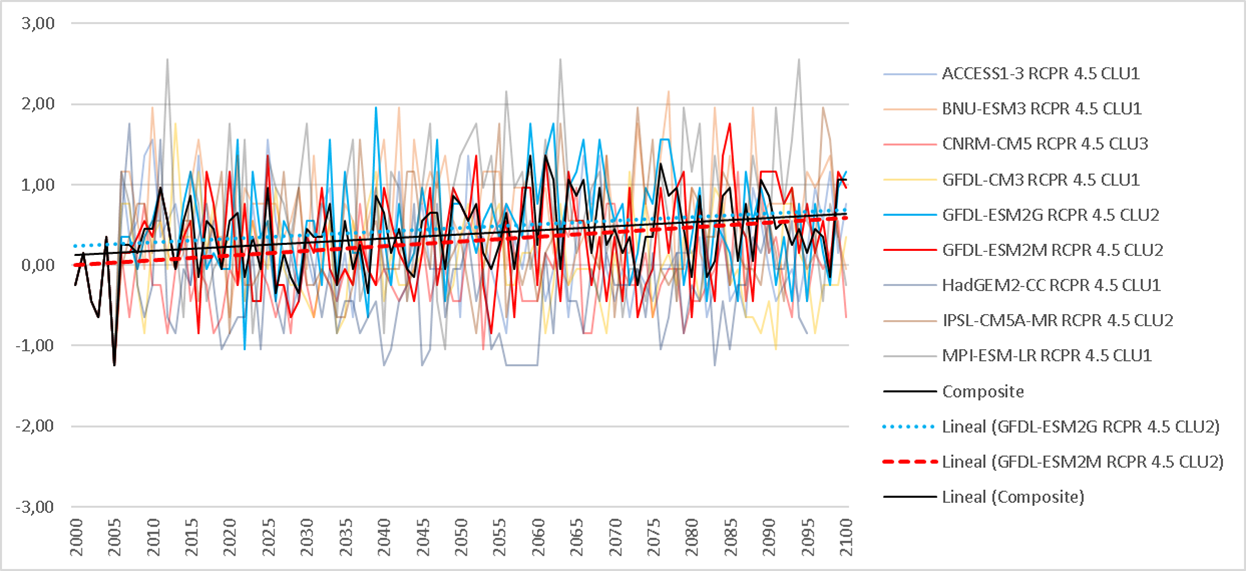 3,00
2,00
1,00
0,00
-1,00
-2,00
-3,00
2000
2005
2010
2015
2020
2025
2030
2035
2040
2045
2050
2055
2060
2065
2070
2075
2080
2085
2090
2095
2100
ACCESS1-3 RCPR 4.5 CLU1
BNU-ESM3 RCPR 4.5 CLU1
CNRM-CM5 RCPR 4.5 CLU3
GFDL-CM3 RCPR 4.5 CLU1
GFDL-ESM2G RCPR 4.5 CLU2
GFDL-ESM2M RCPR 4.5 CLU2
HadGEM2-CC RCPR 4.5 CLU1
IPSL-CM5A-MR RCPR 4.5 CLU2
MPI-ESM-LR RCPR 4.5 CLU1
Composite
Lineal (GFDL-ESM2G RCPR 4.5 CLU2)
Lineal (GFDL-ESM2M RCPR 4.5 CLU2)
Lineal (Composite)